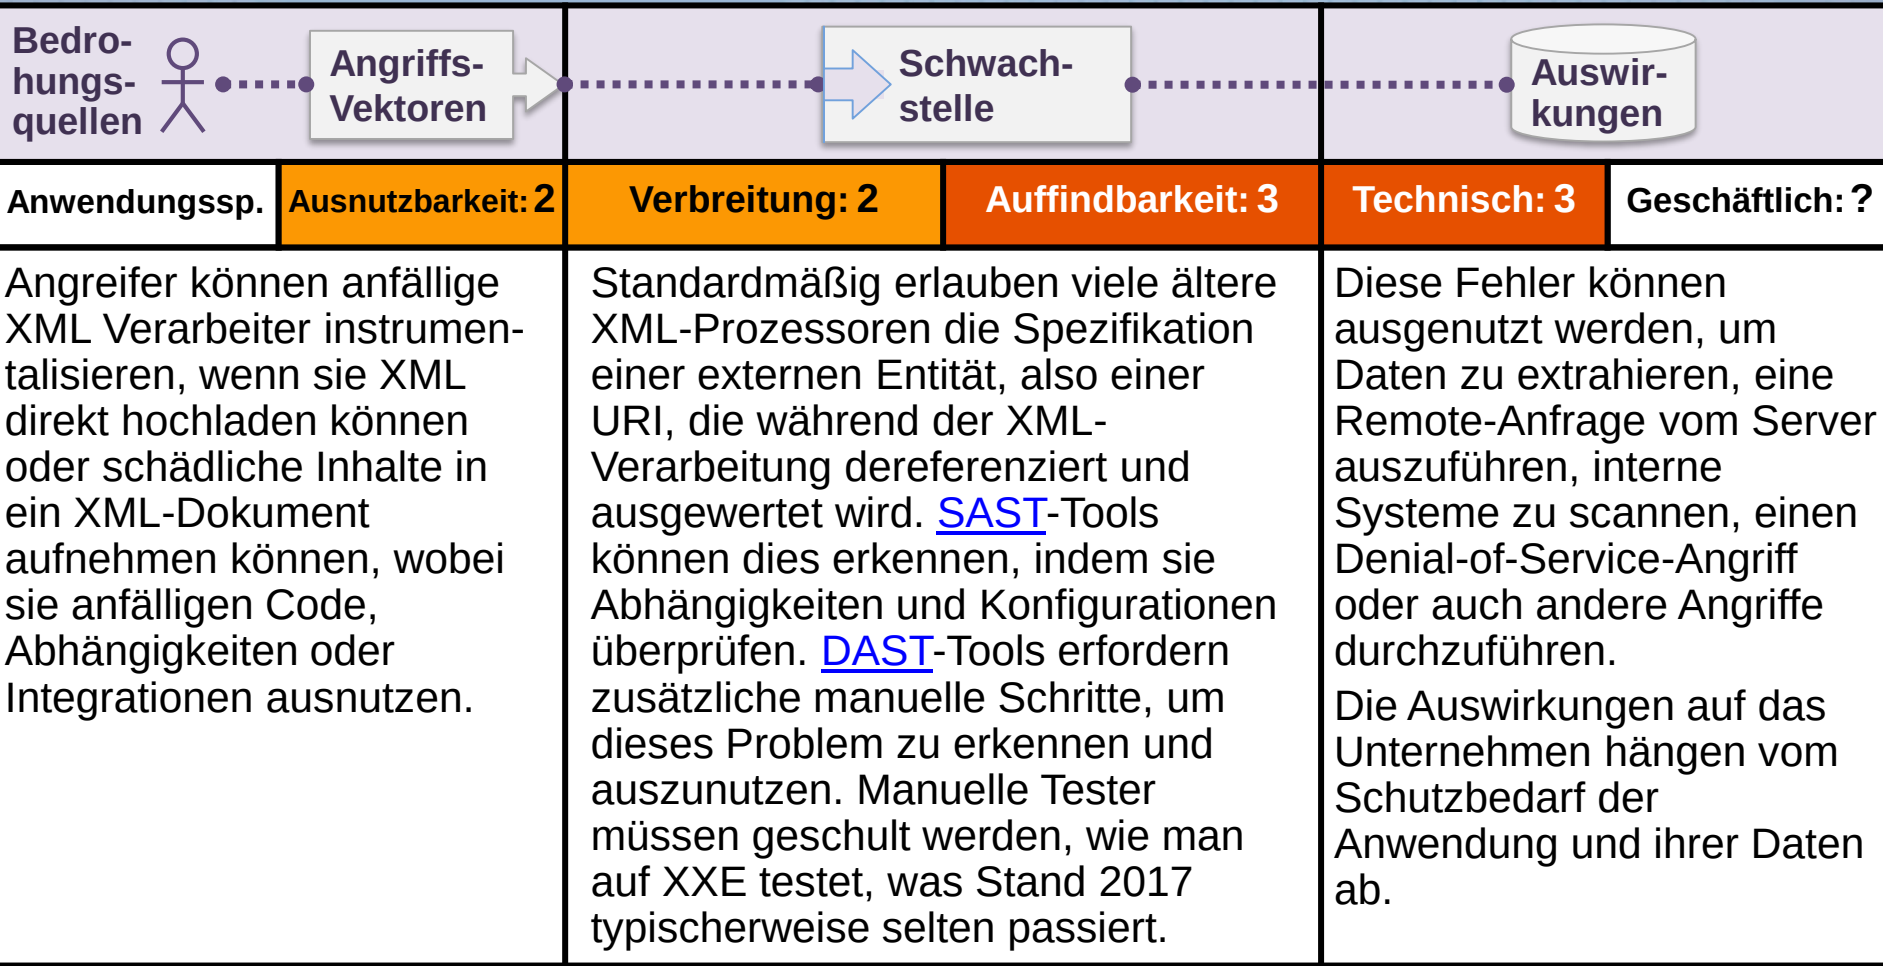 Bedro-
hungs-
quellen
Angriffs-
Vektoren
Schwach-
stelle
Auswir-
kungen
Anwendungssp.
Ausnutzbarkeit: 2
Verbreitung: 2
Auffindbarkeit: 3
Technisch: 3
Geschäftlich: ?
Angreifer können anfällige
XML Verarbeiter instrumen-
talisieren, wenn sie XML
direkt hochladen können
oder schädliche Inhalte in
ein XML-Dokument
aufnehmen können, wobei
sie anfälligen Code,
Abhängigkeiten oder
Integrationen ausnutzen.
Standardmäßig erlauben viele ältere
XML-Prozessoren die Spezifikation
einer externen Entität, also einer
URI, die während der XML-
Verarbeitung dereferenziert und
ausgewertet wird. SAST-Tools
können dies erkennen, indem sie
Abhängigkeiten und Konfigurationen
überprüfen. DAST-Tools erfordern
zusätzliche manuelle Schritte, um
dieses Problem zu erkennen und
auszunutzen. Manuelle Tester
müssen geschult werden, wie man
auf XXE testet, was Stand 2017
typischerweise selten passiert.
Diese Fehler können
ausgenutzt werden, um
Daten zu extrahieren, eine
Remote-Anfrage vom Server
auszuführen, interne
Systeme zu scannen, einen
Denial-of-Service-Angriff
oder auch andere Angriffe
durchzuführen.
Die Auswirkungen auf das
Unternehmen hängen vom
Schutzbedarf der
Anwendung und ihrer Daten
ab.